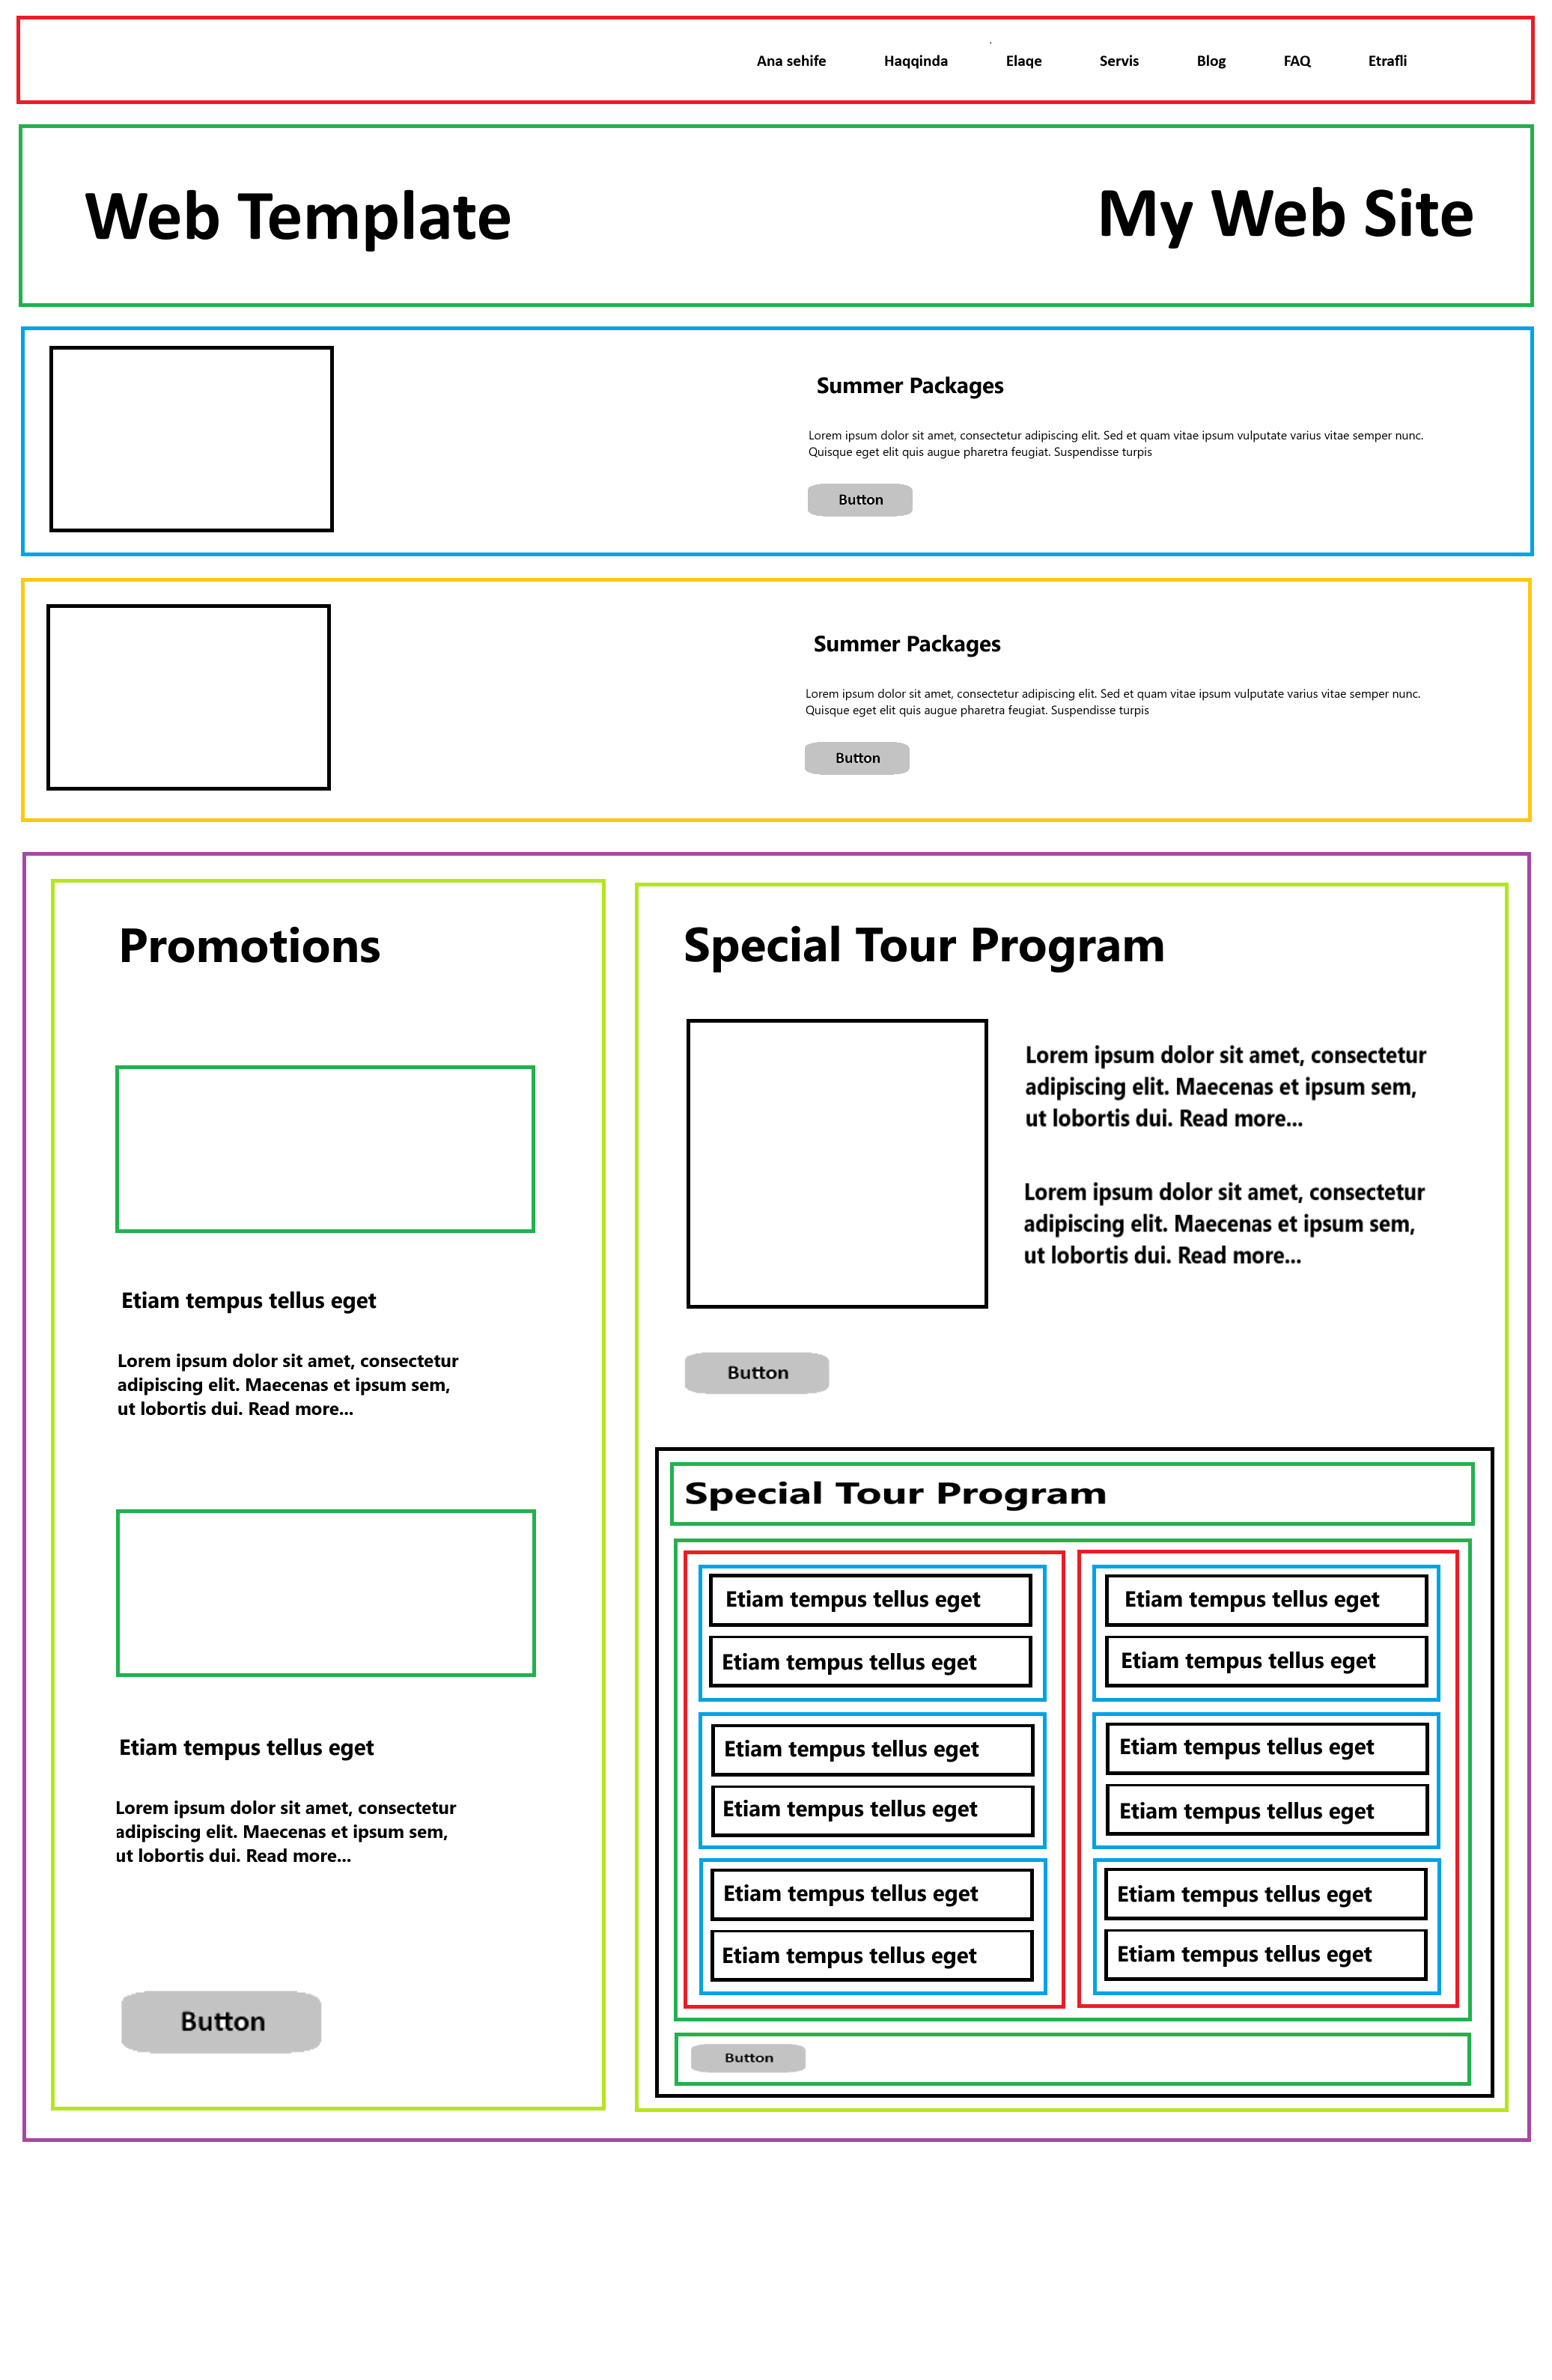 Ana sehife Haqqinda Elaqe Servis Blog FAQ Etrafli
Web Template
My Web Site
Summer Packages
Lorem ipsum dolor sit amet, consectetur adipiscing elit. Sed et quam vitae ipsum vulputate varius vitae semper nunc.
Quisque eget elit quis augue pharetra feugiat. Suspendisse turpis
Button
Summer Packages
Lorem ipsum dolor sit amet, consectetur adipiscing elit. Sed et quam vitae ipsum vulputate varius vitae semper nunc.
Quisque eget elit quis augue pharetra feugiat. Suspendisse turpis
Button
Promotions
Etiam tempus tellus eget
Lorem ipsum dolor sit amet, consectetur
adipiscing elit. Maecenas et ipsum sem,
ut lobortis dui. Read more...
Etiam tempus tellus eget
Lorem ipsum dolor sit amet, consectetur
adipiscing elit. Maecenas et ipsum sem,
ut lobortis dui. Read more...
Button
Special Tour Program
Lorem ipsum dolor sit amet, consectetur
adipiscing elit. Maecenas et ipsum sem,
ut lobortis dui. Read more...
Lorem ipsum dolor sit amet, consectetur
adipiscing elit. Maecenas et ipsum sem,
ut lobortis dui. Read more...
Button
Special Tour Program
Etiam tempus tellus eget
Etiam tempus tellus eget
Etiam tempus tellus eget
Etiam tempus tellus eget
Etiam tempus tellus eget
Etiam tempus tellus eget
Etiam tempus tellus eget
Etiam tempus tellus eget
Etiam tempus tellus eget
Etiam tempus tellus eget
Etiam tempus tellus eget
Etiam tempus tellus eget
Button